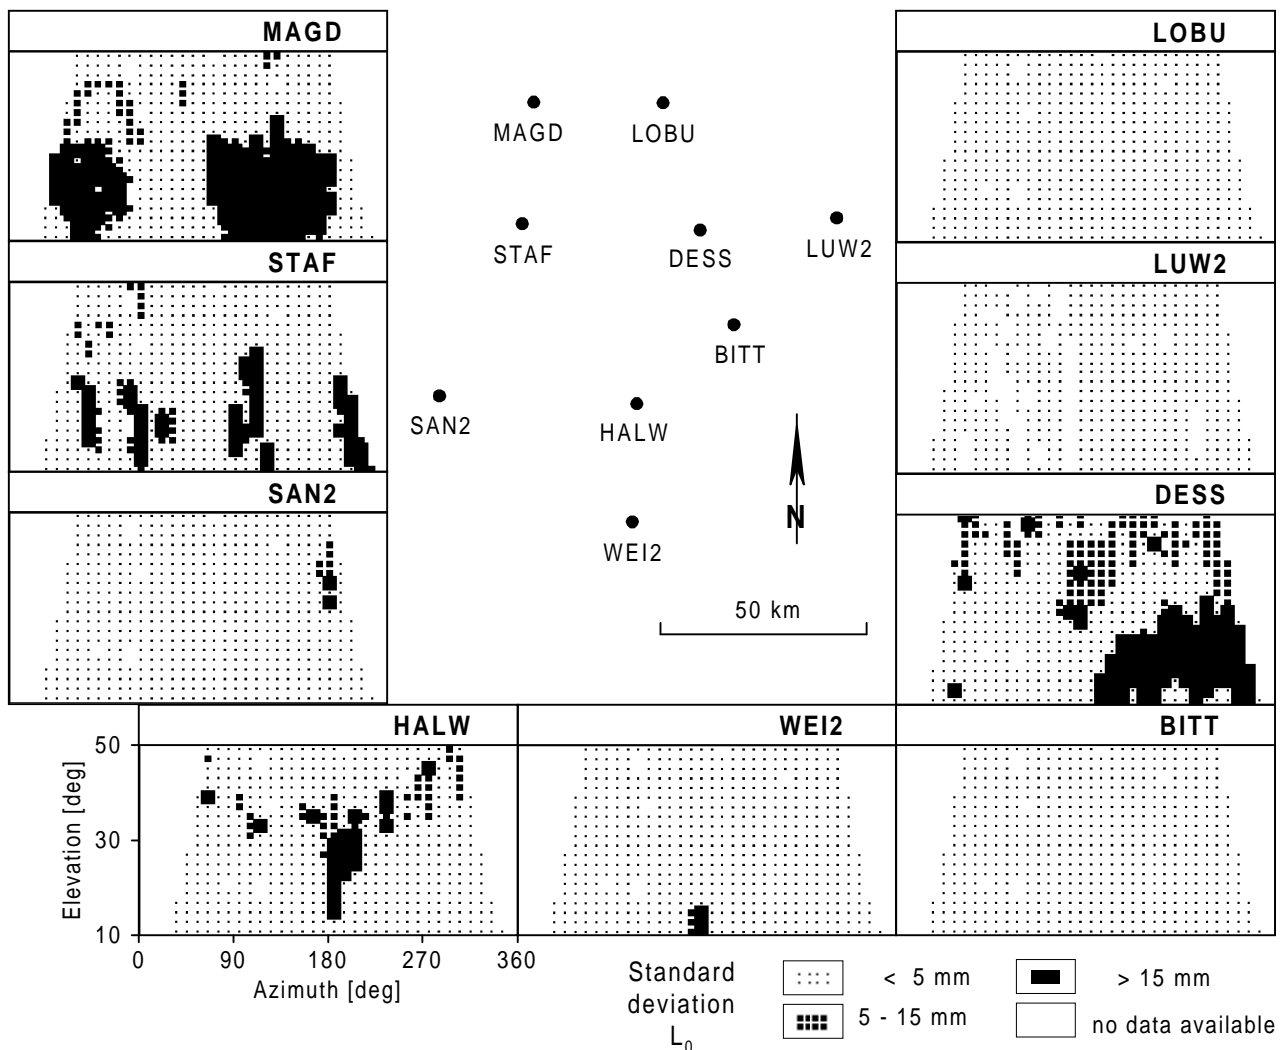 MAGD
LOBU
MAGD
LOBU
STAF
DESS
LUW2
STAF
LUW2
BITT
SAN2
HALW
SAN2
DESS
N
WEI2
50 km
HALW
WEI2
BITT
50
30
10
Elevation [deg]
0 90 180 270 360
Azimuth [deg]
Standard deviation L0
< 5 mm
> 15 mm
5 - 15 mm
no data available